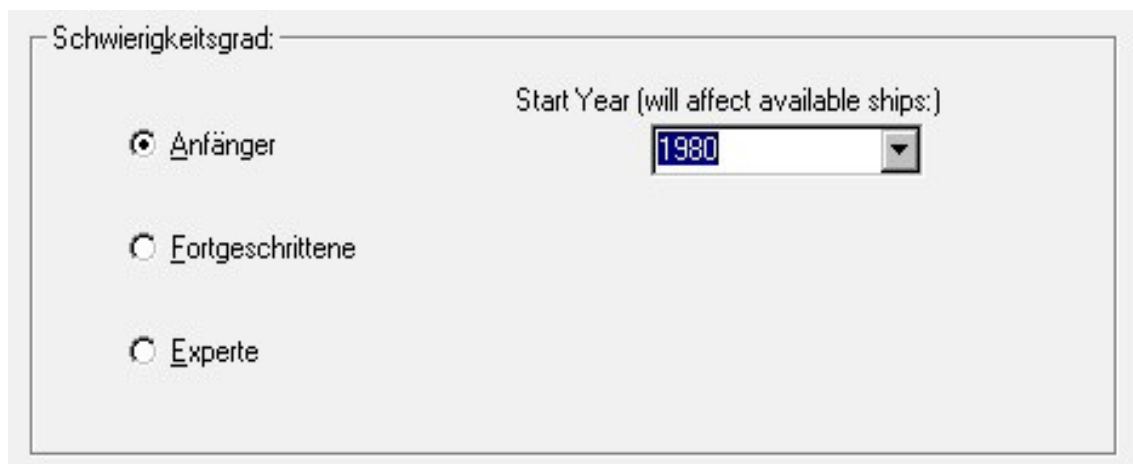 Schwierigkeitsgrad:
Start Year (will affect available ships:)
Anfänger
1980
Fortgeschrittene
Experte